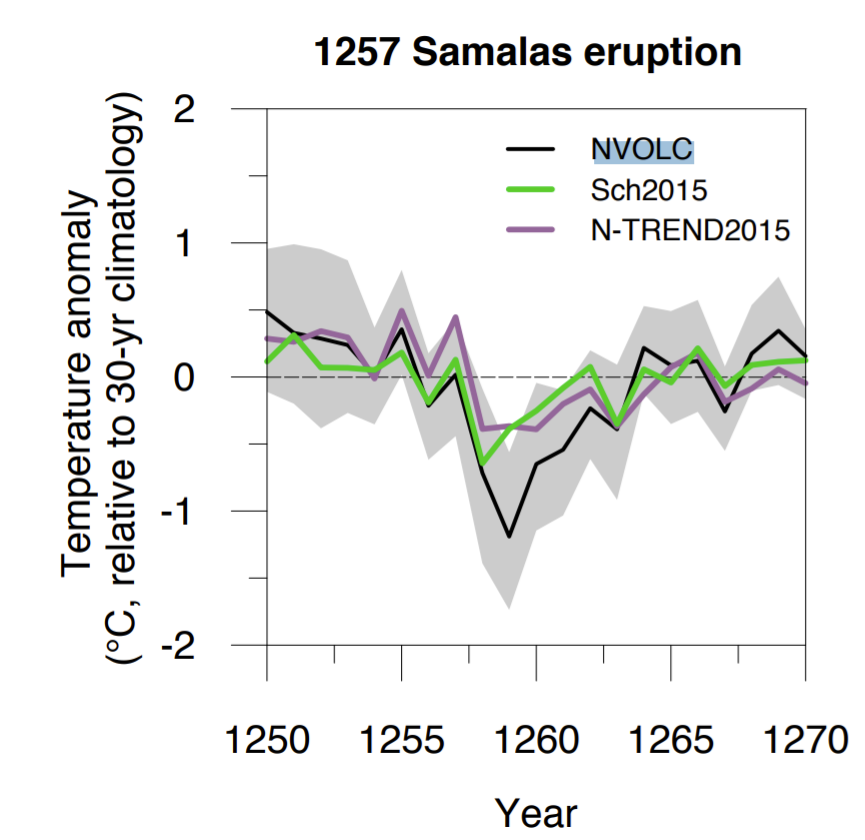 1257 Samalas eruption
Temperature anomaly
(°C, relative to 30-yr climatology)
2
1
0
-1
-2
NVOLC
Sch2015
N-TREND2015
1250 1255 1260 1265 1270
Year